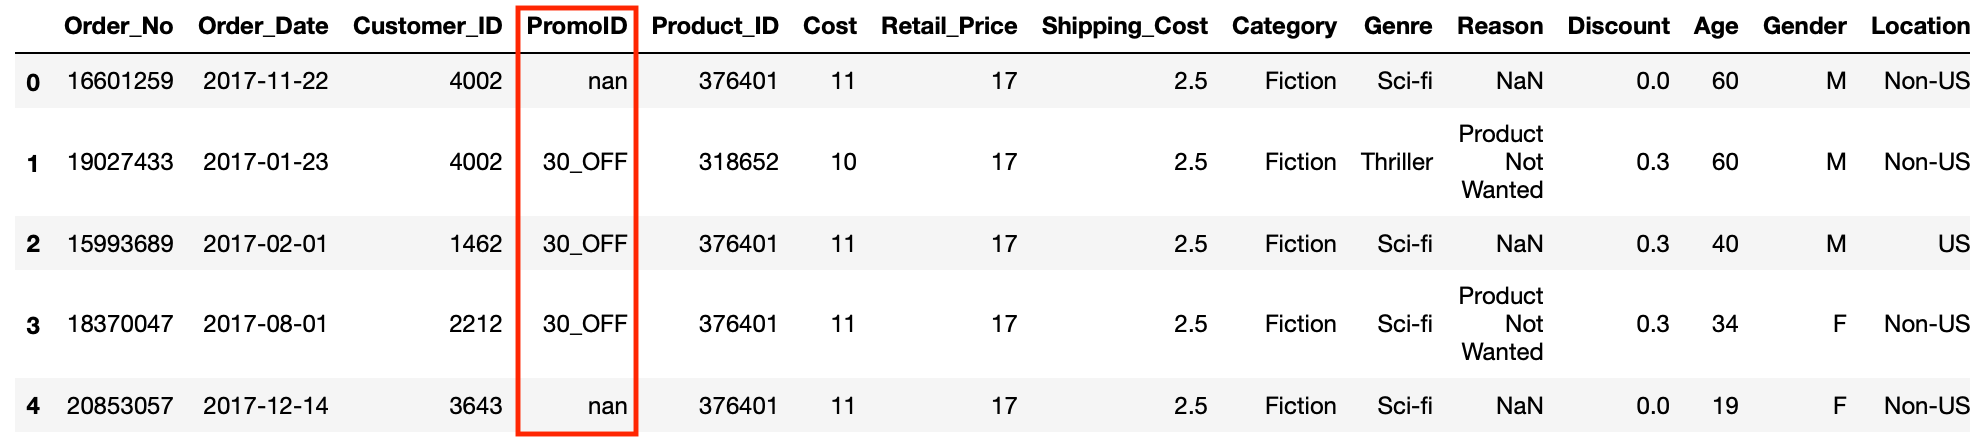 Order_No Order_Date Customer_ID PromoID Product_ID Cost Retail_Price Shipping_Cost Category Genre Reason Discount Age Gender Location
0 16601259 2017-11-22 4002 nan 376401 11 17 2.5 Fiction Sci-fi NaN 0.0 60 M Non-US
1 19027433 2017-01-23 4002 30_OFF 318652 10 17 2.5 Fiction Thriller Product Not Wanted 0.3 60 M Non-US
2 15993689 2017-02-01 1462 30_OFF 376401 11 17 2.5 Fiction Sci-fi NaN 0.3 40 M US
3 18370047 2017-08-01 2212 30_OFF 376401 11 17 2.5 Fiction Sci-fi Product Not Wanted 0.3 34 F Non-US
4 20853057 2017-12-14 3643 nan 376401 11 17 2.5 Fiction Sci-fi NaN 0.0 19 F Non-US